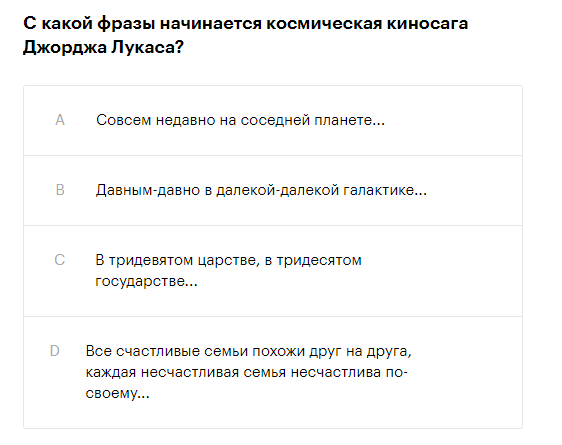 С какой фразы начинается космическая киносага
Джорджа Лукаса?
A Совсем недавно на соседней планете...
B Давным-давно в далекой-далекой галактике...
C В тридевятом царстве, в тридесятом
государстве...
D Все счастливые семьи похожи друг на друга,
каждая несчастливая семья несчастлива по-
своему...